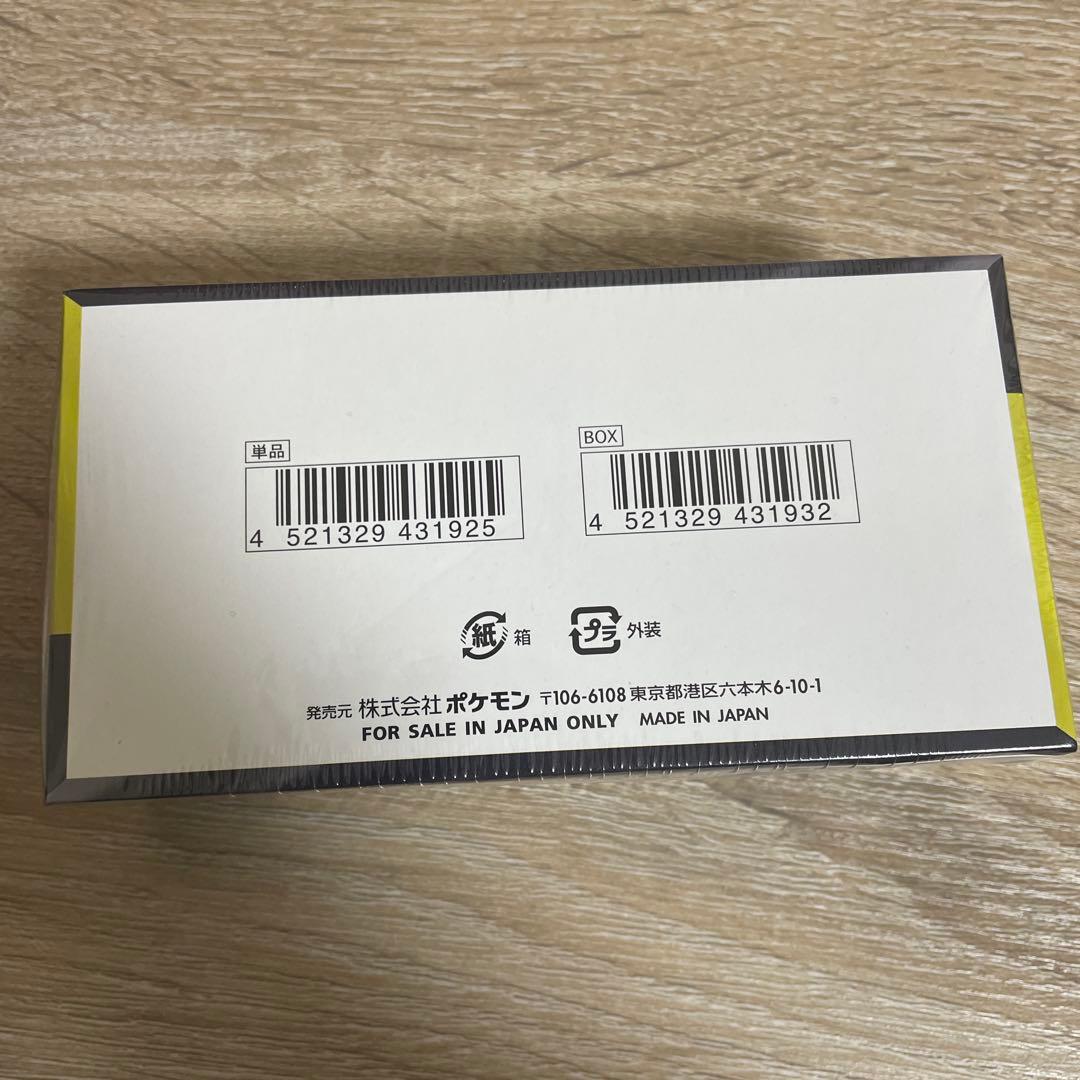 単品
4 521329 431925
BOX
4 521329 431932
紙 箱
プラ 外装
発売元 株式会社 ポケモン 〒106-6108 東京都港区六本木6-10-1
FOR SALE IN JAPAN ONLY MADE IN JAPAN